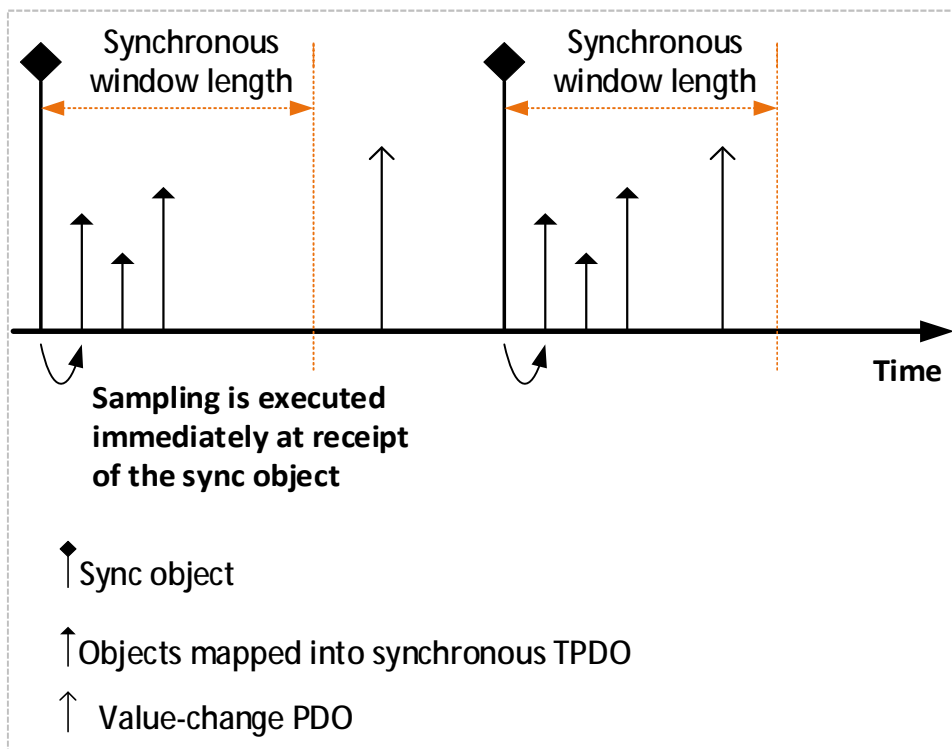 Synchronous
window length
Synchronous
window length
Time
Sampling is executed
immediately at receipt
of the sync object
Sync object
Objects mapped into synchronous TPDO
Value-change PDO